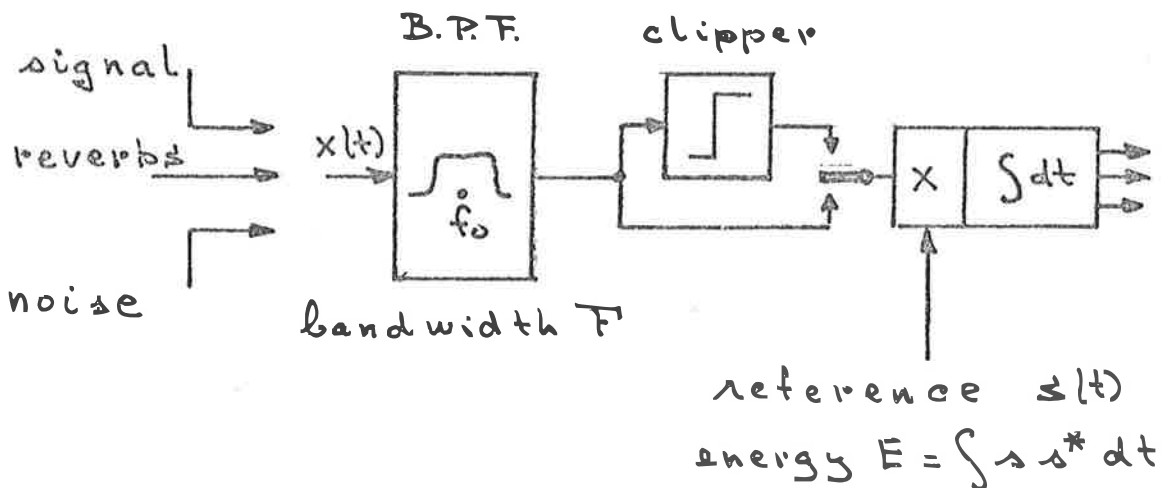 B.P.F.
clipper
signal
reverbs
x(t)
noise
f₀
bandwidth F
X
∫dt
reference s(t)
energy E = ∫ s s* dt